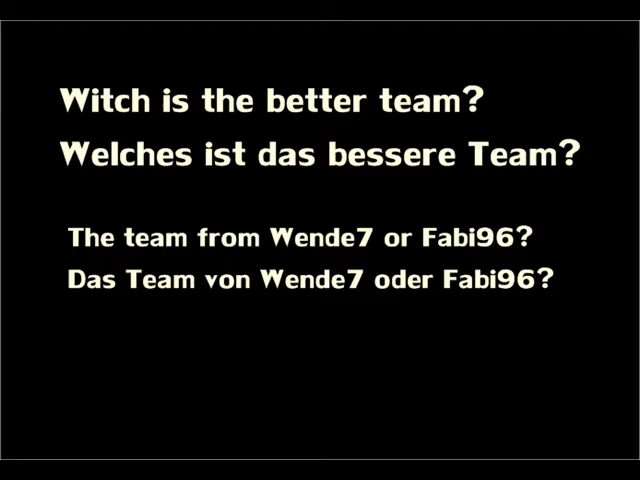 Witch is the better team?
Welches ist das bessere Team?
The team from Wende7 or Fabi96?
Das Team von Wende7 oder Fabi96?